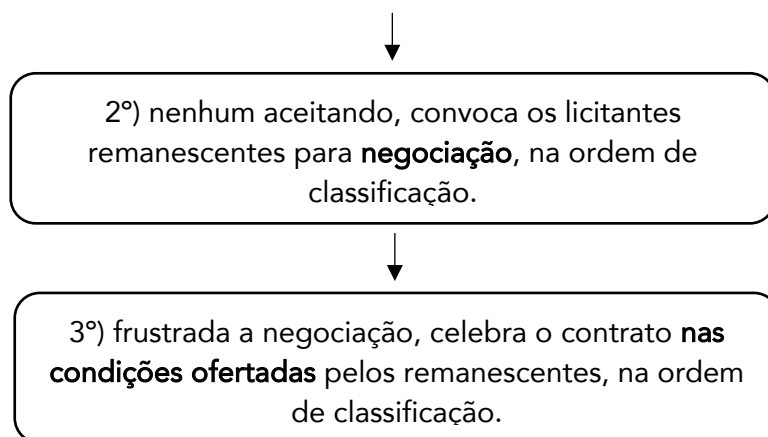 2º) nenhum aceitando, convoca os licitantes
remanescentes para negociação, na ordem de
classificação.
3º) frustrada a negociação, celebra o contrato nas
condições ofertadas pelos remanescentes, na ordem
de classificação.